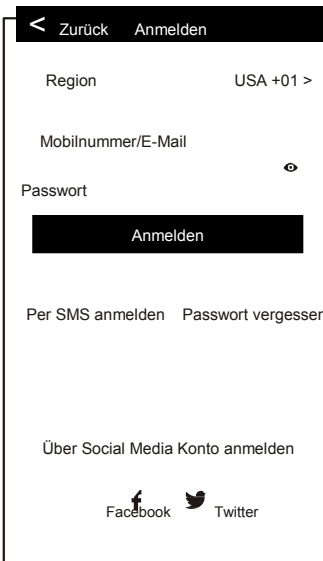 < Zurück Anmelden
Region USA +01 >
Mobilnummer/E-Mail
Passwort
Anmelden
Per SMS anmelden Passwort vergesser
Über Social Media Konto anmelden
Facebook Twitter